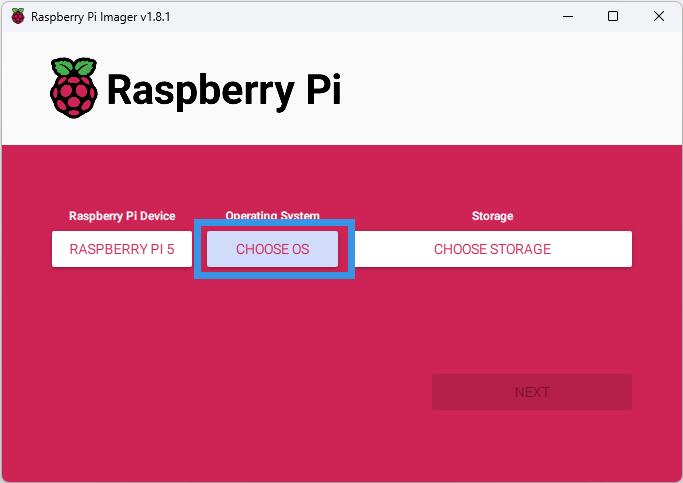 Raspberry Pi Imager v1.8.1
Raspberry Pi
Raspberry Pi Device
Operating System
Storage
RASPBERRY PI 5
CHOOSE OS
CHOOSE STORAGE
NEXT